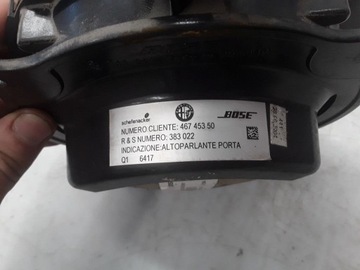 schefenacker
BOSE
NUMERO CLIENTE: 467 453 50
R & S NUMERO: 383 022
INDICAZIONE: ALTOPARLANTE PORTA
Q1 6417